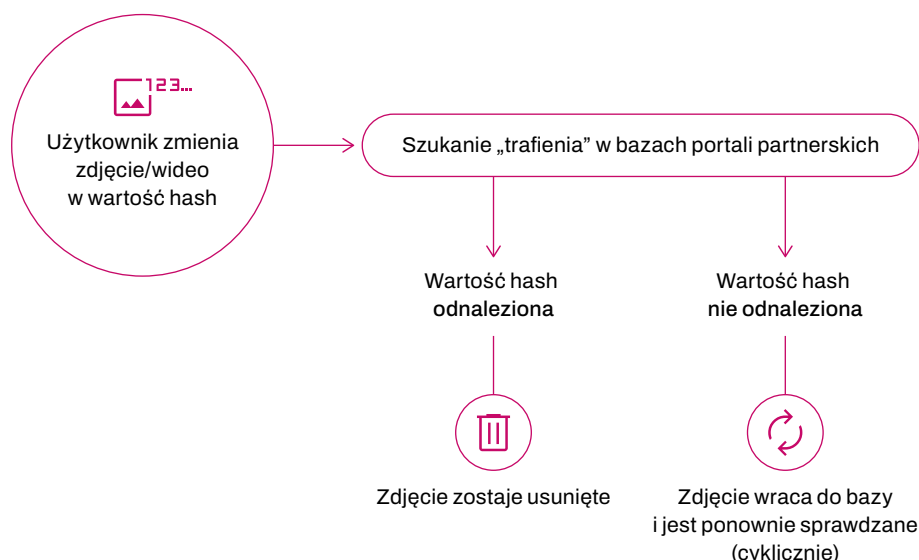 123...
Użytkownik zmienia
zdjęcie/wideo
w wartość hash
Szukanie „trafienia” w bazach portali partnerskich
Wartość hash
odnaleziona
Wartość hash
nie odnaleziona
Zdjęcie zostaje usunięte
Zdjęcie wraca do bazy
i jest ponownie sprawdzane
(cyklicznie)